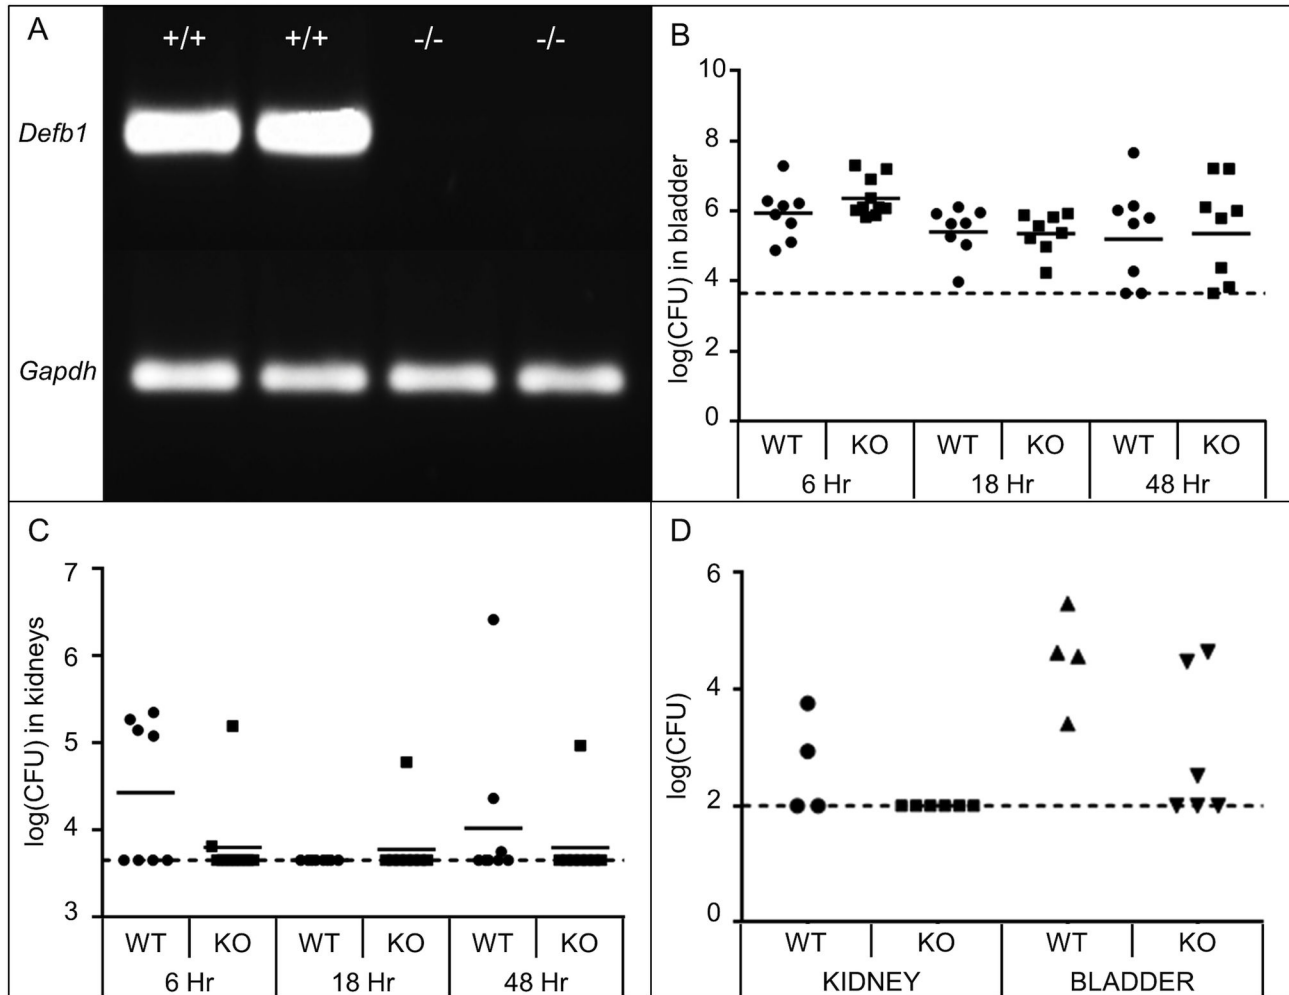 A
+/+ +/+ -/- -/-
Defb1
Gapdh
B
log(CFU) in bladder
10
8
6
4
2
0
WT KO WT KO WT KO
6 Hr 18 Hr 48 Hr
C
log(CFU) in kidneys
7
6
5
4
3
WT KO WT KO WT KO
6 Hr 18 Hr 48 Hr
D
log(CFU)
6
4
2
0
WT KO WT KO
KIDNEY BLADDER